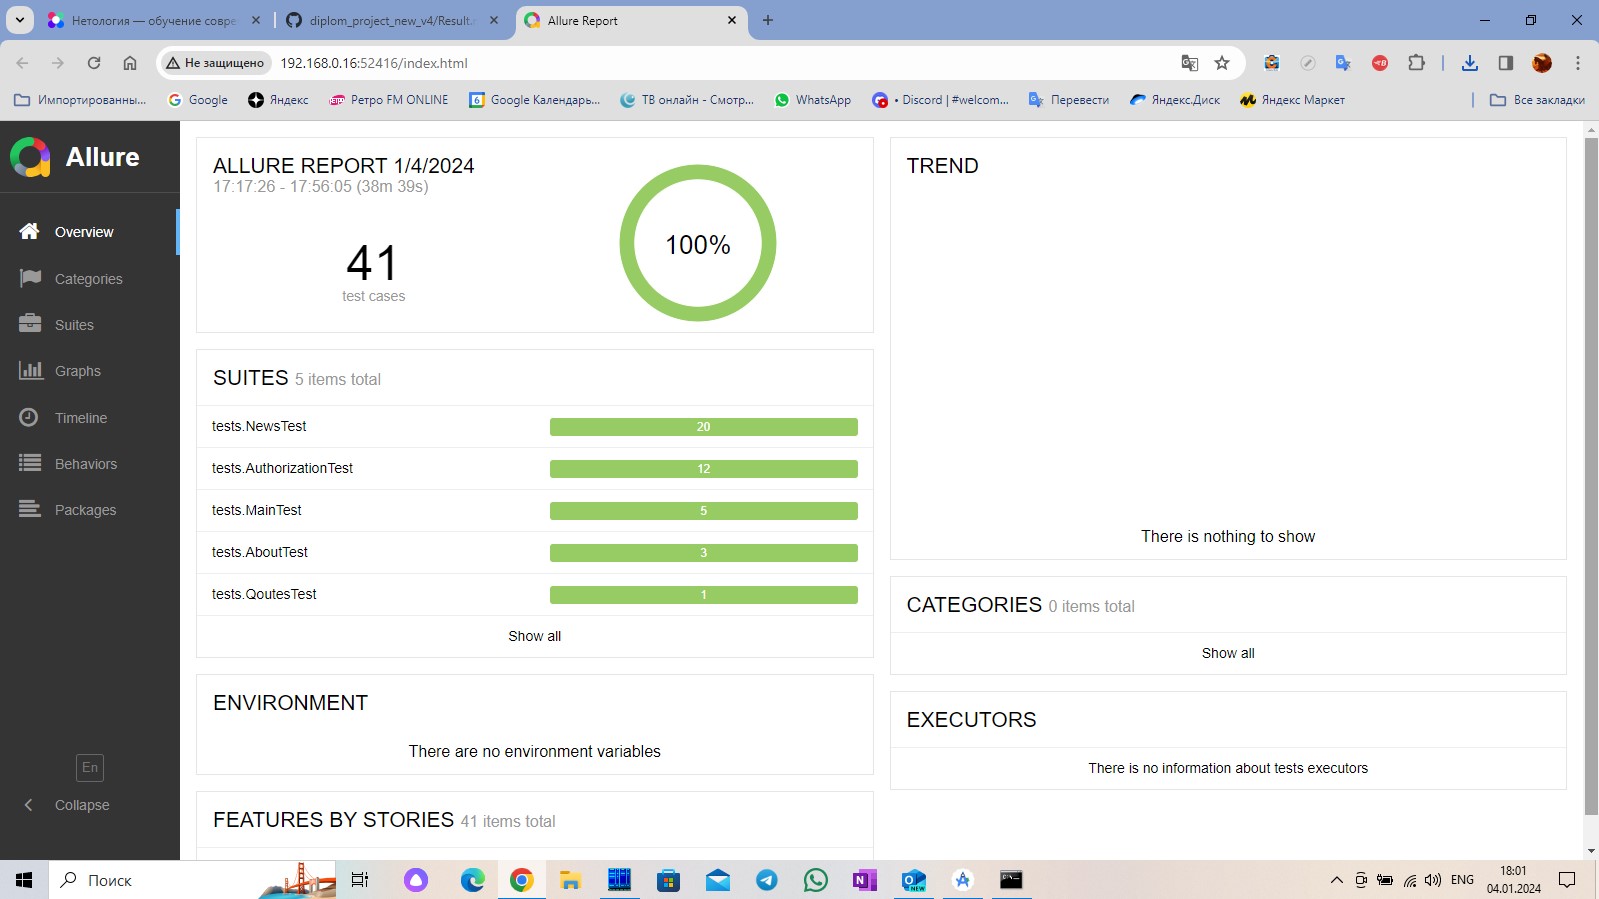 Нетология — обучение совре
diplom_project_new_v4/Result.
Allure Report
Не защищено
192.168.0.16:52416/index.html
Импортированны...
Google
Яндекс
Ретро FM ONLINE
Google Календарь...
ТВ онлайн - Смотр...
WhatsApp
• Discord | #welcom...
Перевести
Яндекс.Диск
Яндекс Маркет
Все закладки
Allure
Overview
Categories
Suites
Graphs
Timeline
Behaviors
Packages
En
Collapse
ALLURE REPORT 1/4/2024
17:17:26 - 17:56:05 (38m 39s)
41
test cases
100%
SUITES 5 items total
tests.NewsTest 20
tests.AuthorizationTest 12
tests.MainTest 5
tests.AboutTest 3
tests.QoutesTest 1
Show all
ENVIRONMENT
There are no environment variables
FEATURES BY STORIES 41 items total
TREND
There is nothing to show
CATEGORIES 0 items total
Show all
EXECUTORS
There is no information about tests executors
Поиск
ENG
18:01
04.01.2024